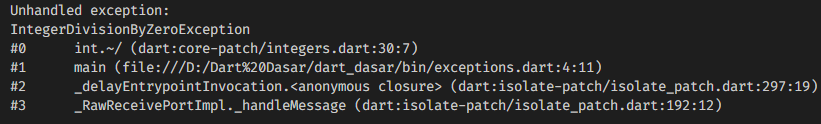 Unhandled exception:
IntegerDivisionByZeroException
#0      int.~/ (dart:core-patch/integers.dart:30:7)
#1      main (file:///D:/Dart%20Dasar/dart_dasar/bin/exceptions.dart:4:11)
#2      _delayEntrypointInvocation.<anonymous closure> (dart:isolate-patch/isolate_patch.dart:297:19)
#3      _RawReceivePortImpl._handleMessage (dart:isolate-patch/isolate_patch.dart:192:12)